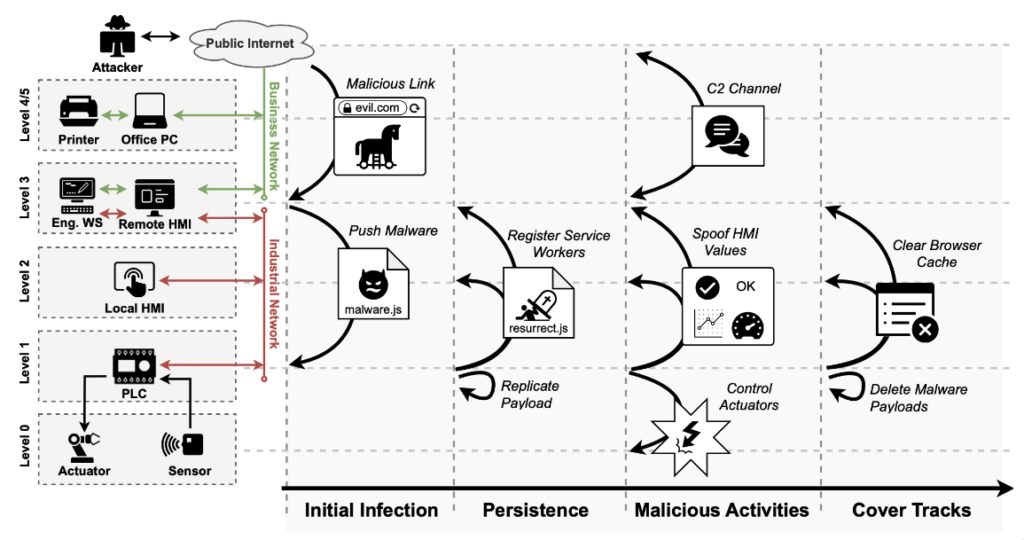 Attacker
Public Internet
Level 4/5
Printer
Office PC
Business Network
Level 3
Eng. WS
Remote HMI
Industrial Network
Level 2
Local HMI
Level 1
PLC
Level 0
Actuator
Sensor
Malicious Link
evil.com
Push Malware
malware.js
Register Service
Workers
resurrect.js
Replicate
Payload
C2 Channel
Spoof HMI
Values
OK
Control
Actuators
Clear Browser
Cache
Delete Malware
Payloads
Initial Infection
Persistence
Malicious Activities
Cover Tracks